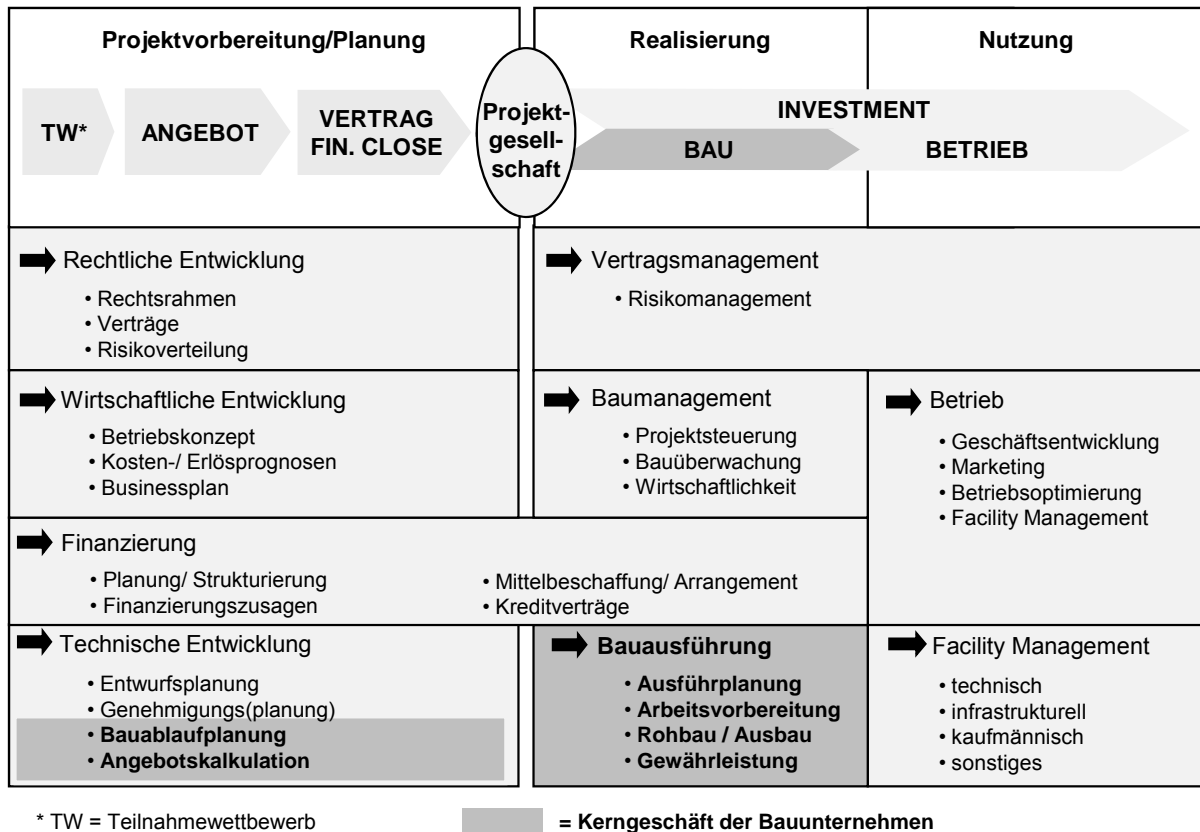 Projektvorbereitung/Planung
Realisierung
Nutzung
TW*
ANGEBOT
VERTRAG
FIN. CLOSE
Projekt-
gesell-
schaft
INVESTMENT
BAU
BETRIEB
Rechtliche Entwicklung
• Rechtsrahmen
• Verträge
• Risikoverteilung
Vertragsmanagement
• Risikomanagement
Wirtschaftliche Entwicklung
• Betriebskonzept
• Kosten-/ Erlösprognosen
• Businessplan
Baumanagement
• Projektsteuerung
• Bauüberwachung
• Wirtschaftlichkeit
Betrieb
• Geschäftsentwicklung
• Marketing
• Betriebsoptimierung
• Facility Management
Finanzierung
• Planung/ Strukturierung
• Finanzierungszusagen
• Mittelbeschaffung/ Arrangement
• Kreditverträge
Technische Entwicklung
• Entwurfsplanung
• Genehmigungs(planung)
• Bauablaufplanung
• Angebotskalkulation
Bauausführung
• Ausführplanung
• Arbeitsvorbereitung
• Rohbau / Ausbau
• Gewährleistung
Facility Management
• technisch
• infrastrukturell
• kaufmännisch
• sonstiges
* TW = Teilnahmewettbewerb
= Kerngeschäft der Bauunternehmen